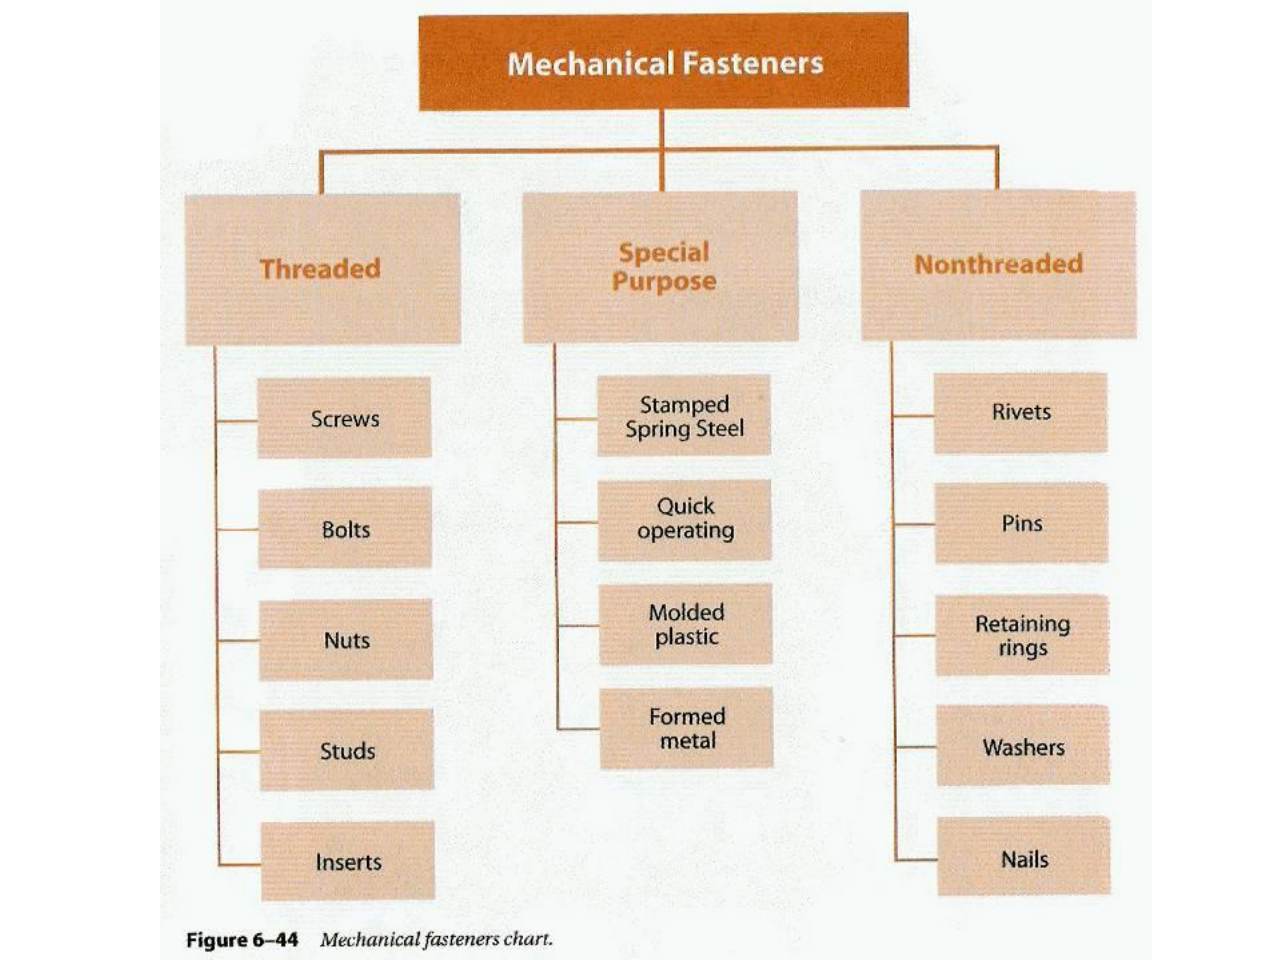 Mechanical Fasteners
Threaded
Special
Purpose
Nonthreaded
Screws
Bolts
Nuts
Studs
Inserts
Stamped
Spring Steel
Quick
operating
Molded
plastic
Formed
metal
Rivets
Pins
Retaining
rings
Washers
Nails
Figure 6–44 Mechanical fasteners chart.